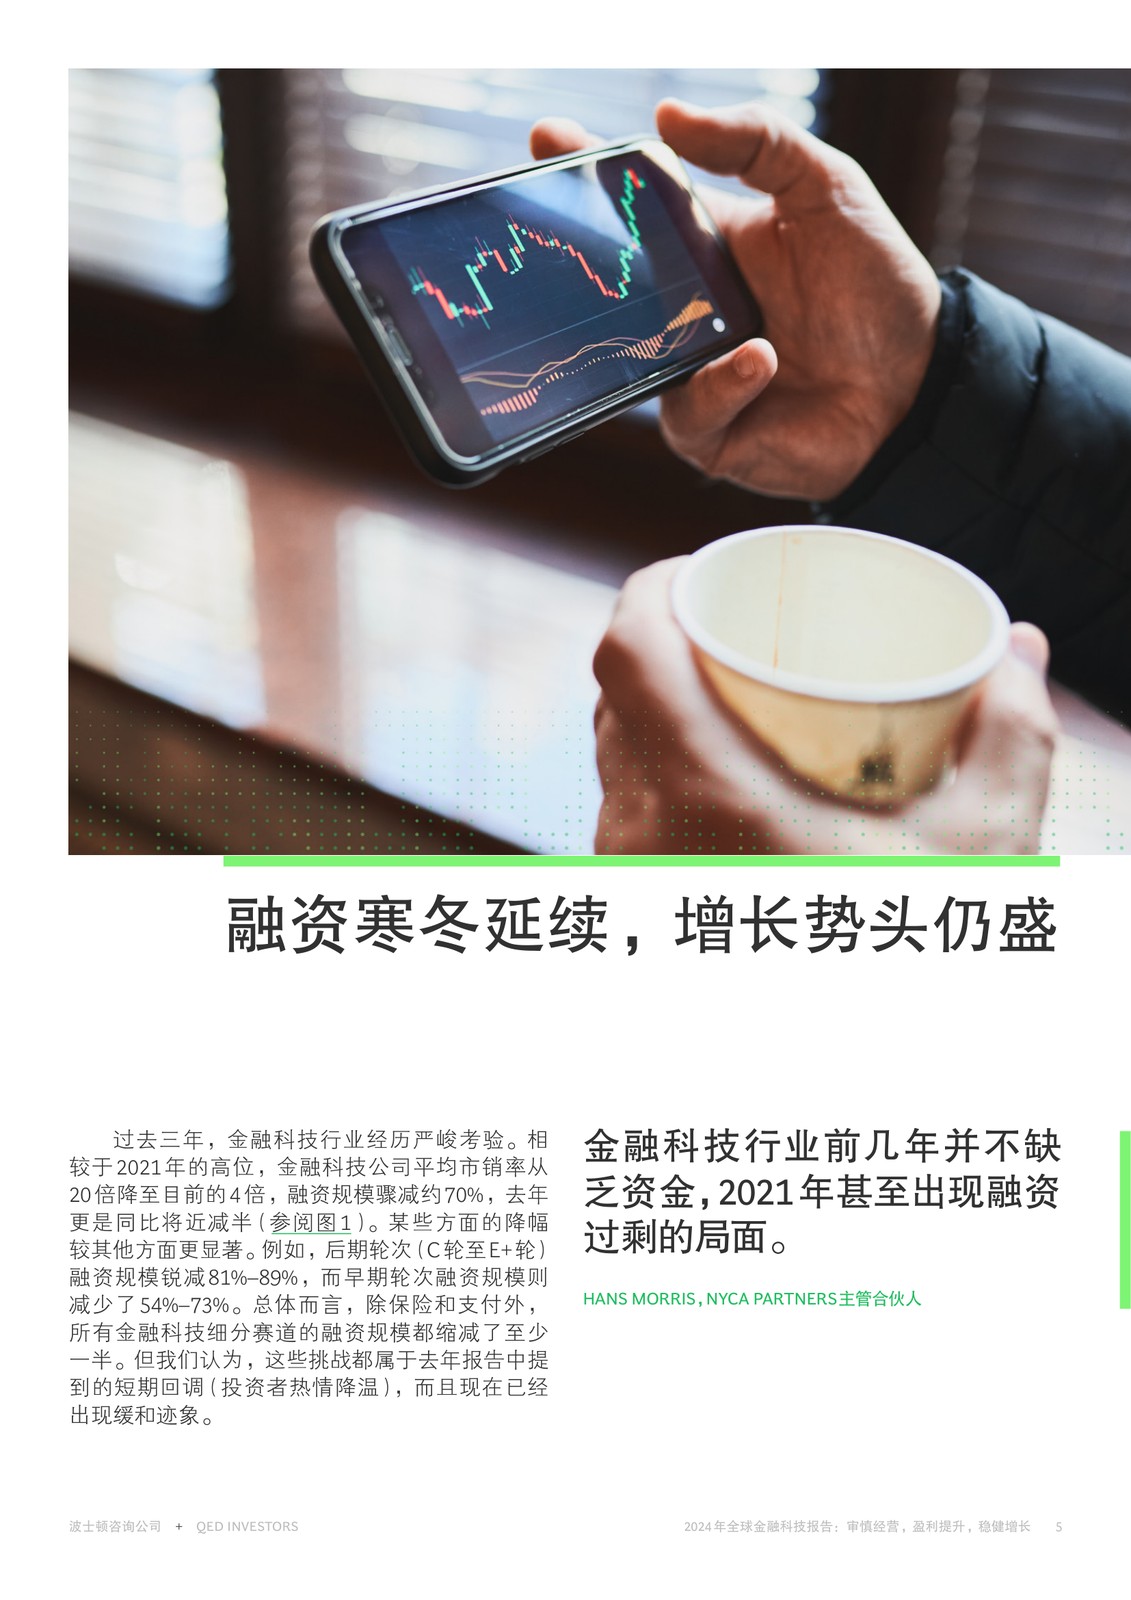 融资寒冬延续，增长势头仍盛
过去三年，金融科技行业经历严峻考验。相
较于2021年的高位，金融科技公司平均市销率从
20倍降至目前的4倍，融资规模骤减约70%，去年
更是同比将近减半（参阅图1）。某些方面的降幅
较其他方面更显著。例如，后期轮次（C轮至E+轮）
融资规模锐减81%–89%，而早期轮次融资规模则
减少了54%–73%。总体而言，除保险和支付外，
所有金融科技细分赛道的融资规模都缩减了至少
一半。但我们认为，这些挑战都属于去年报告中提
到的短期回调（投资者热情降温），而且现在已经
出现缓和迹象。
金融科技行业前几年并不缺
乏资金，2021年甚至出现融资
过剩的局面。
HANS MORRIS，NYCA PARTNERS主管合伙人
波士顿咨询公司 + QED INVESTORS
2024年全球金融科技报告：审慎经营，盈利提升，稳健增长 5